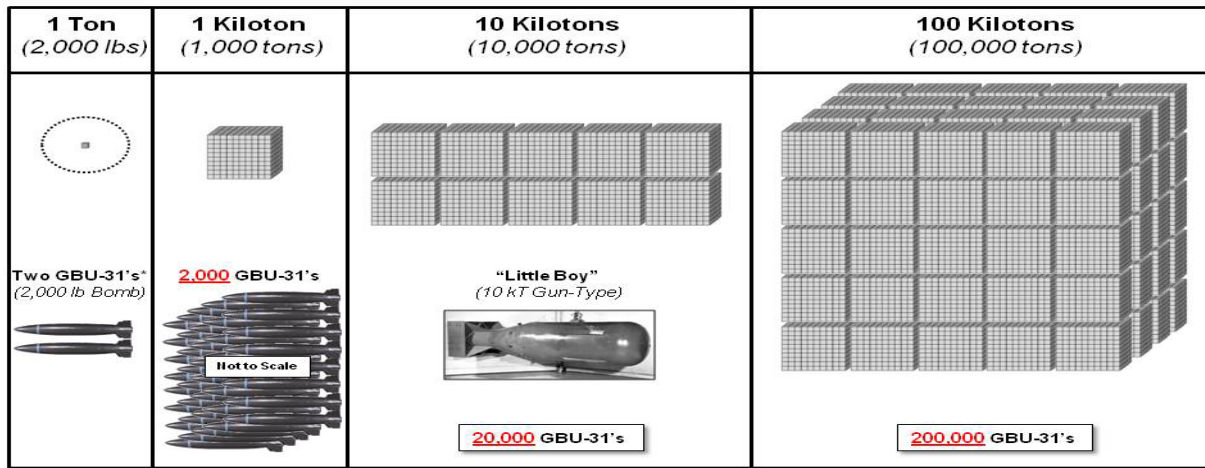 1 Ton
(2,000 lbs)
1 Kiloton
(1,000 tons)
10 Kilotons
(10,000 tons)
100 Kilotons
(100,000 tons)
Two GBU-31's*
(2,000 lb Bomb)
2,000 GBU-31's
Not to Scale
"Little Boy"
(10 kT Gun-Type)
20,000 GBU-31's
200,000 GBU-31's